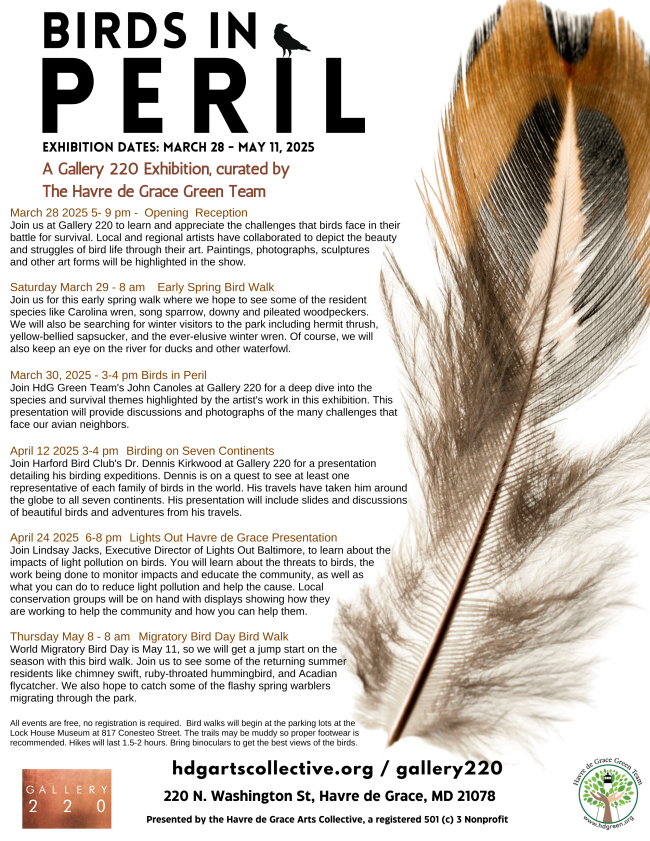 BIRDS IN
PERIL
EXHIBITION DATES: MARCH 28 - MAY 11, 2025
A Gallery 220 Exhibition, curated by
The Havre de Grace Green Team
March 28 2025 5- 9 pm - Opening Reception
Join us at Gallery 220 to learn and appreciate the challenges that birds face in their
battle for survival. Local and regional artists have collaborated to depict the beauty
and struggles of bird life through their art. Paintings, photographs, sculptures
and other art forms will be highlighted in the show.
Saturday March 29 - 8 am Early Spring Bird Walk
Join us for this early spring walk where we hope to see some of the resident
species like Carolina wren, song sparrow, downy and pileated woodpeckers.
We will also be searching for winter visitors to the park including hermit thrush,
yellow-bellied sapsucker, and the ever-elusive winter wren. Of course, we will
also keep an eye on the river for ducks and other waterfowl.
March 30, 2025 - 3-4 pm Birds in Peril
Join HdG Green Team's John Canoles at Gallery 220 for a deep dive into the
species and survival themes highlighted by the artist's work in this exhibition. This
presentation will provide discussions and photographs of the many challenges that
face our avian neighbors.
April 12 2025 3-4 pm Birding on Seven Continents
Join Harford Bird Club's Dr. Dennis Kirkwood at Gallery 220 for a presentation
detailing his birding expeditions. Dennis is on a quest to see at least one
representative of each family of birds in the world. His travels have taken him around
the globe to all seven continents. His presentation will include slides and discussions
of beautiful birds and adventures from his travels.
April 24 2025 6-8 pm Lights Out Havre de Grace Presentation
Join Lindsay Jacks, Executive Director of Lights Out Baltimore, to learn about the
impacts of light pollution on birds. You will learn about the threats to birds, the
work being done to monitor impacts and educate the community, as well as
what you can do to reduce light pollution and help the cause. Local
conservation groups will be on hand with displays showing how they
are working to help the community and how you can help them.
Thursday May 8 - 8 am Migratory Bird Day Bird Walk
World Migratory Bird Day is May 11, so we will get a jump start on the
season with this bird walk. Join us to see some of the returning summer
residents like chimney swift, ruby-throated hummingbird, and Acadian
flycatcher. We also hope to catch some of the flashy spring warblers
migrating through the park.
All events are free, no registration is required. Bird walks will begin at the parking lots at the
Lock House Museum at 817 Conesteo Street. The trails may be muddy so proper footwear is
recommended. Hikes will last 1.5-2 hours. Bring binoculars to get the best views of the birds.
GALLERY
2 2 0
hdgartscollective.org / gallery220
220 N. Washington St, Havre de Grace, MD 21078
Presented by the Havre de Grace Arts Collective, a registered 501 (c) 3 Nonprofit
Havre de Grace Green Team
www.hdgreen.org